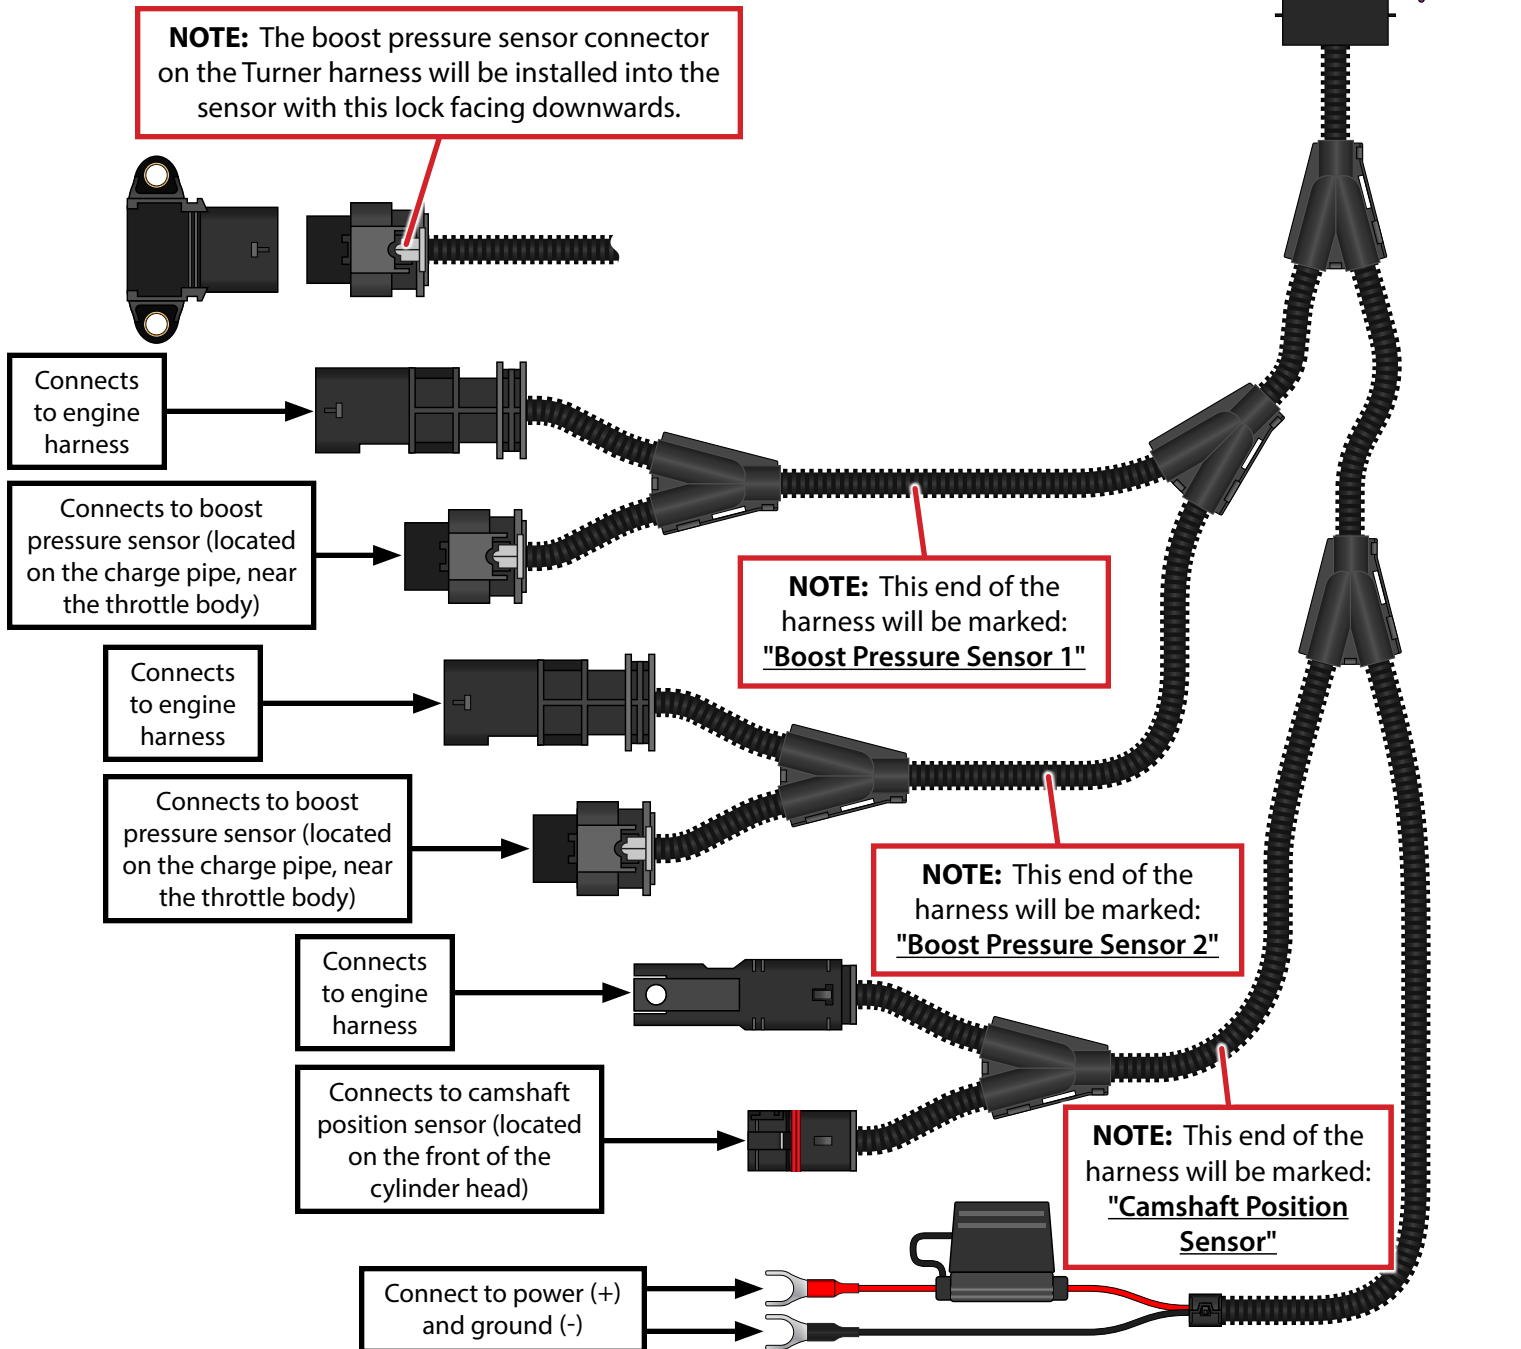 NOTE: The boost pressure sensor connector
on the Turner harness will be installed into the
sensor with this lock facing downwards.
Connects
to engine
harness
Connects to boost
pressure sensor (located
on the charge pipe, near
the throttle body)
NOTE: This end of the
harness will be marked:
"Boost Pressure Sensor 1"
Connects
to engine
harness
Connects to boost
pressure sensor (located
on the charge pipe, near
the throttle body)
NOTE: This end of the
harness will be marked:
"Boost Pressure Sensor 2"
Connects
to engine
harness
Connects to camshaft
position sensor (located
on the front of the
cylinder head)
NOTE: This end of the
harness will be marked:
"Camshaft Position
Sensor"
Connect to power (+)
and ground (-)